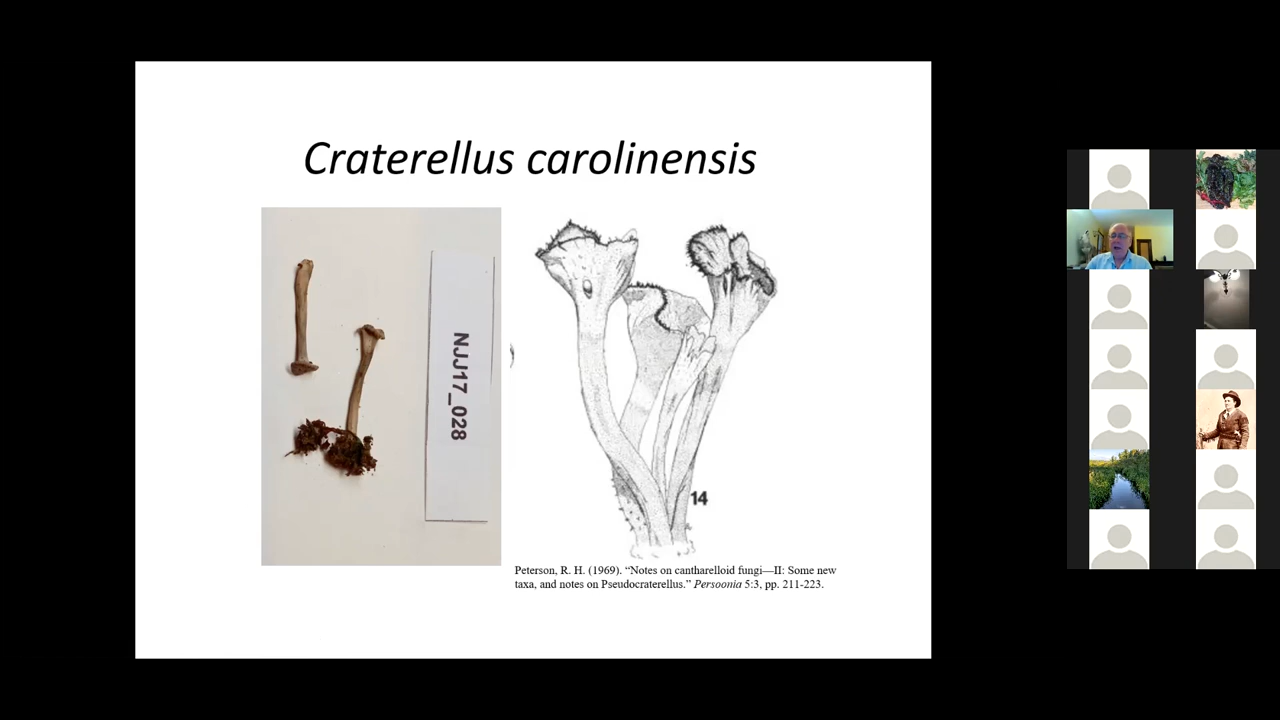 Craterellus carolinensis
NJJ17_028
14
Peterson, R. H. (1969). “Notes on cantharelloid fungi—II: Some new
taxa, and notes on Pseudocraterellus.” Persoonia 5:3, pp. 211-223.